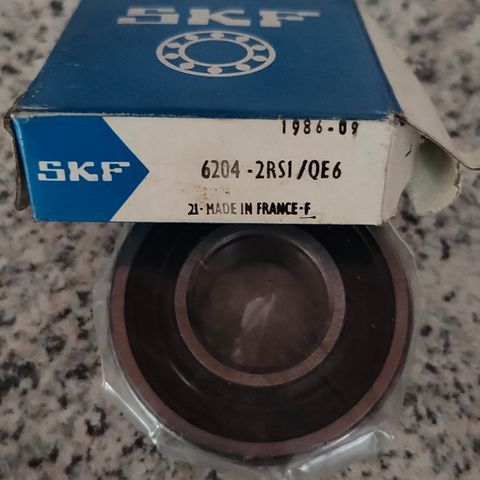 SKF
1986-09
SKF
6204-2RS1/QE6
21-MADE IN FRANCE-F